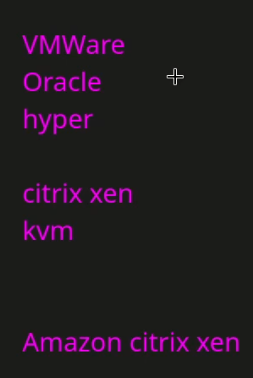 VMWare
Oracle
hyper
citrix xen
kvm
Amazon citrix xen